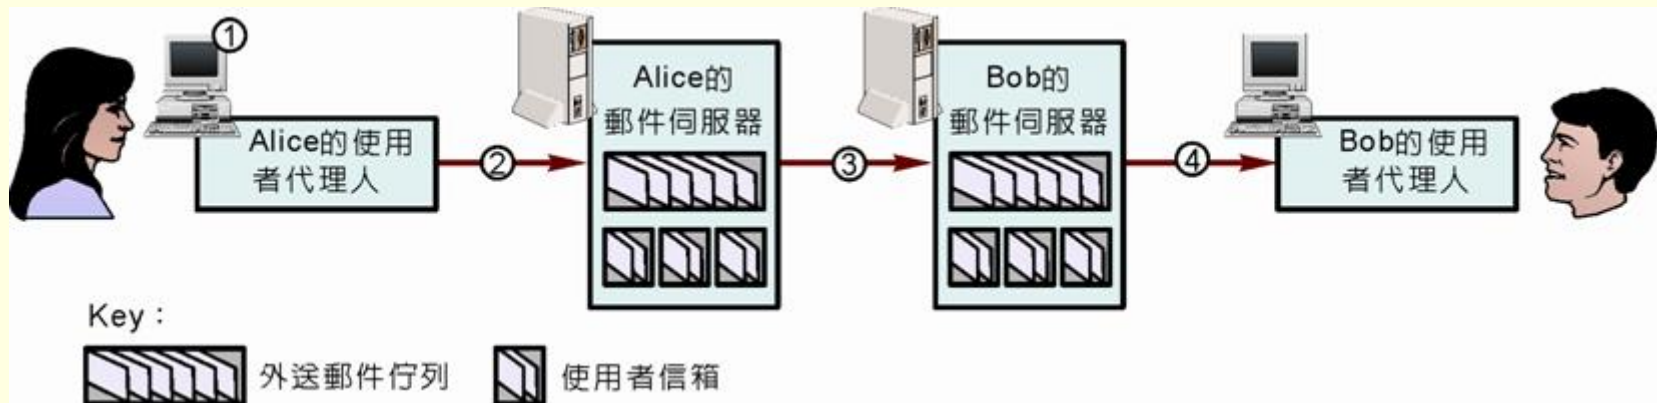 ①
Alice的使用
者代理人
②
Alice的
郵件伺服器
③
Bob的
郵件伺服器
④
Bob的使用
者代理人
Key：
外送郵件佇列
使用者信箱